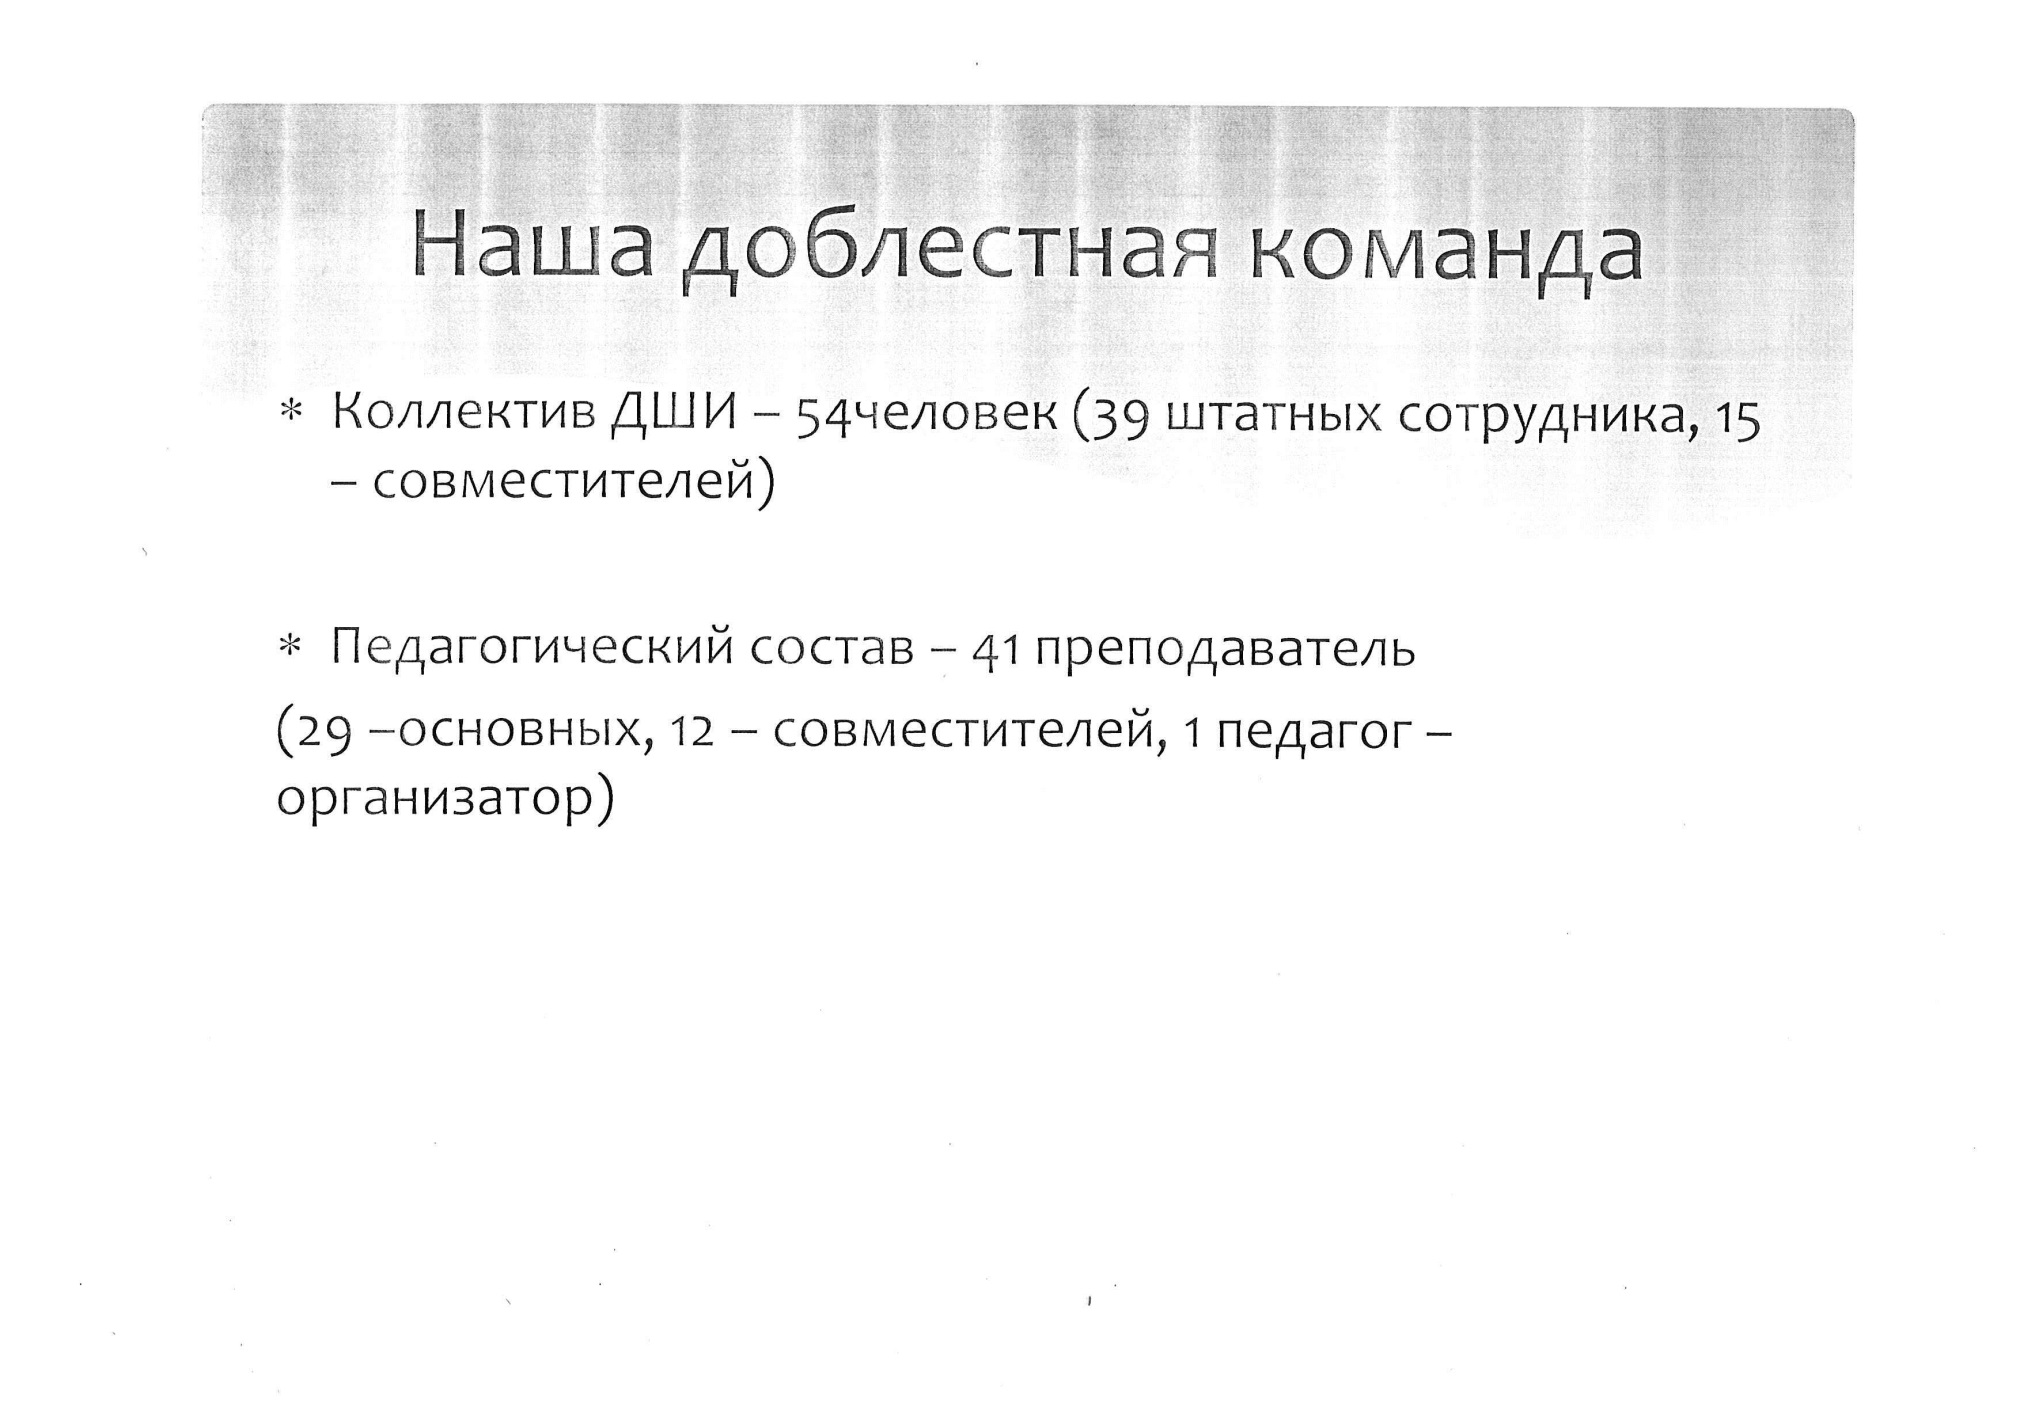 Наша доблестная команда
* Коллектив ДШИ – 54человек (39 штатных сотрудника, 15
– совместителей)
* Педагогический состав – 41 преподаватель
(29 –основных, 12 – совместителей, 1 педагог –
организатор)